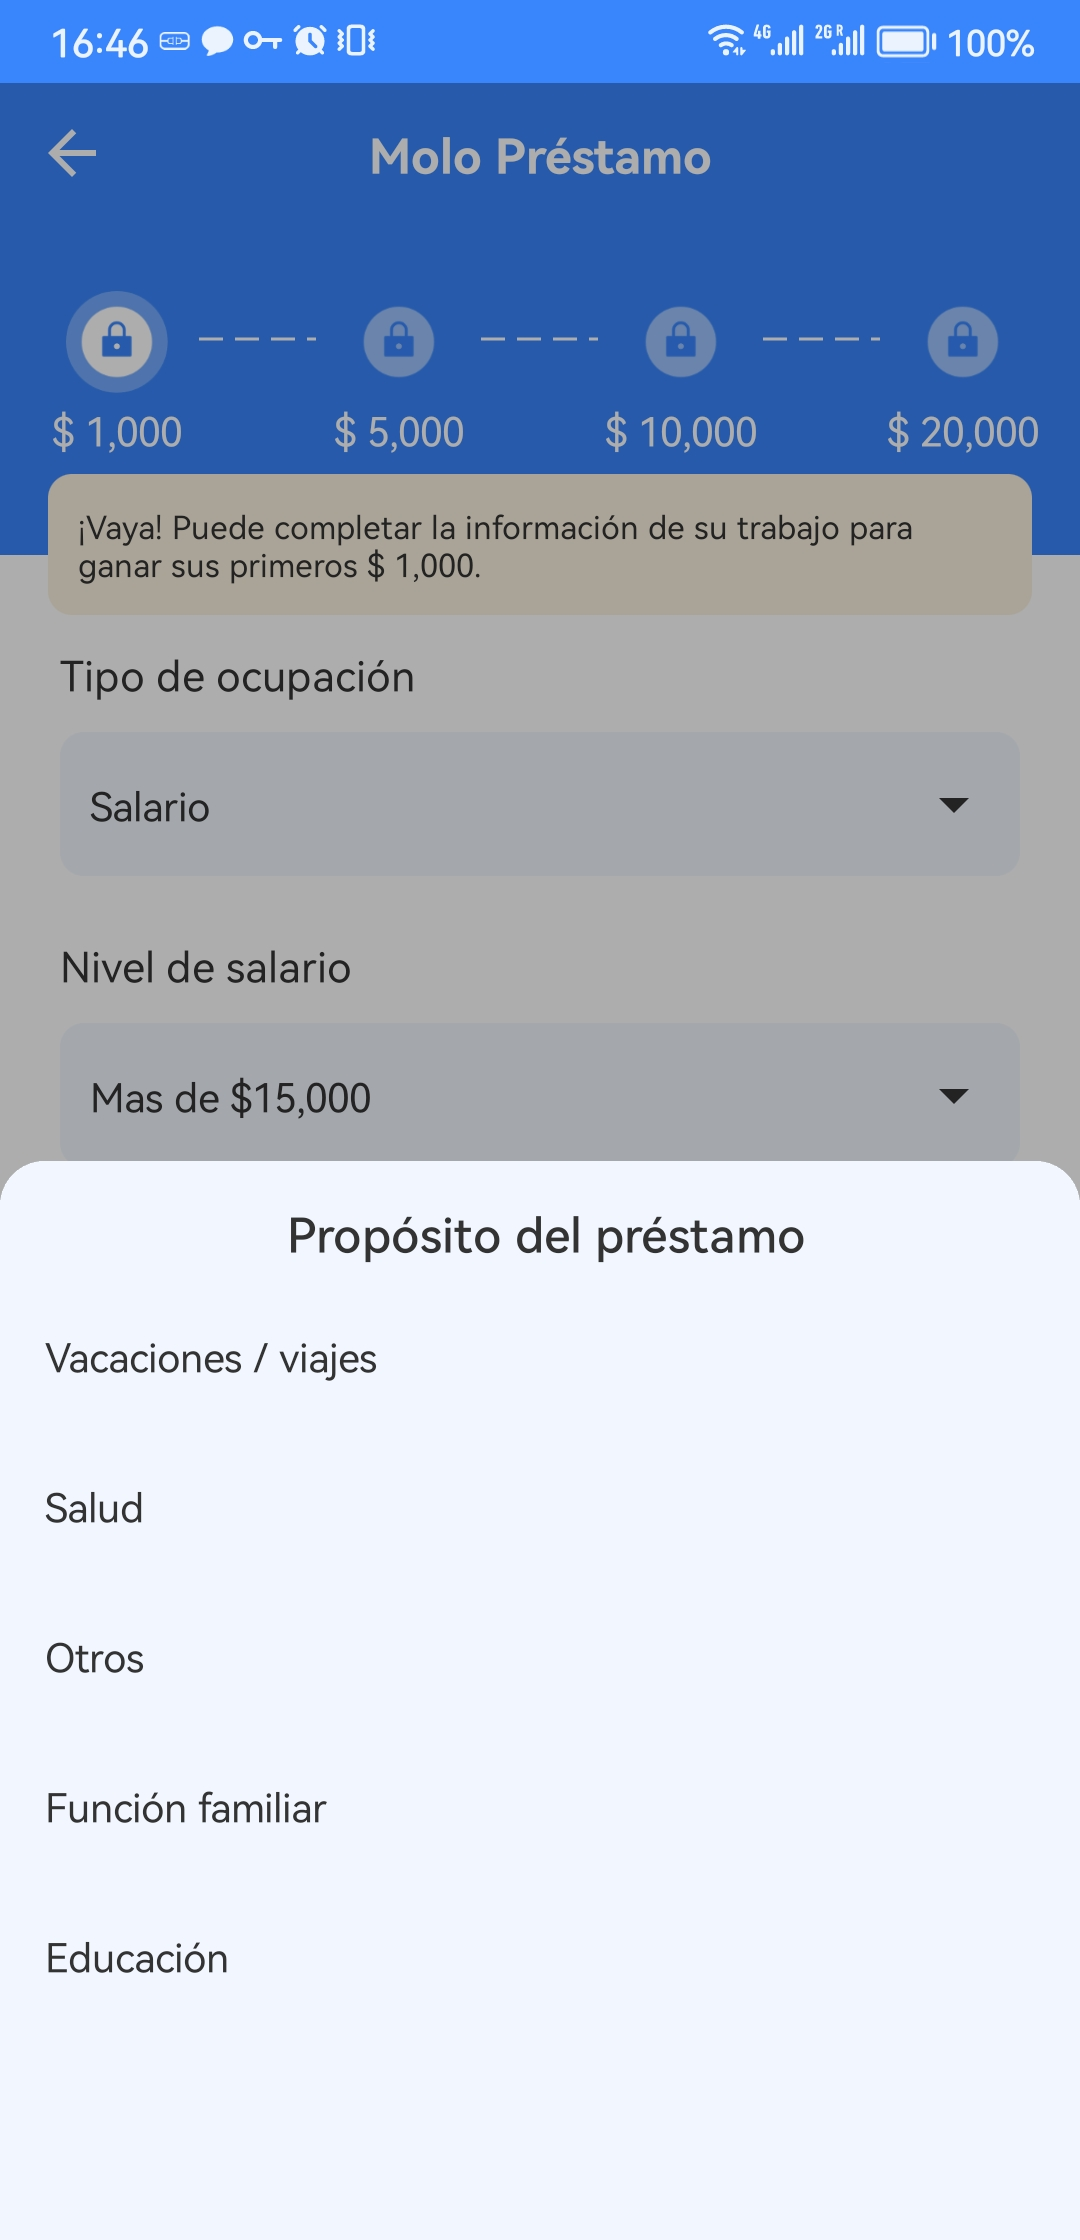 16:46
4G
2G R
100%
Molo Préstamo
$ 1,000
$ 5,000
$ 10,000
$ 20,000
¡Vaya! Puede completar la información de su trabajo para
ganar sus primeros $ 1,000.
Tipo de ocupación
Salario
Nivel de salario
Mas de $15,000
Propósito del préstamo
Vacaciones / viajes
Salud
Otros
Función familiar
Educación